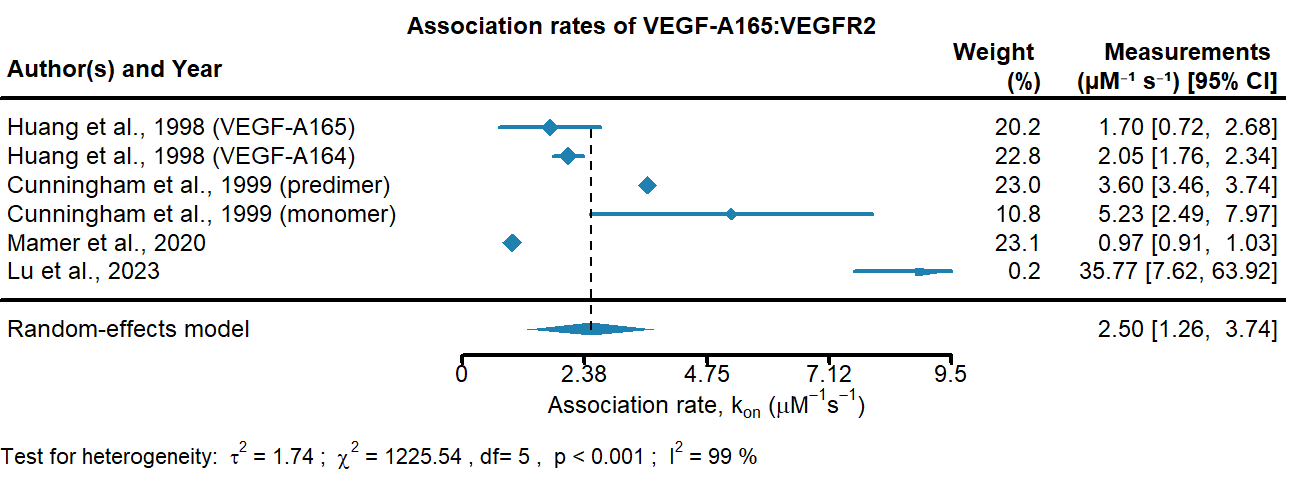 Association rates of VEGF-A165:VEGFR2
Author(s) and Year
Weight (%)
Measurements (μM⁻¹ s⁻¹) [95% CI]
Huang et al., 1998 (VEGF-A165) 20.2 1.70 [0.72, 2.68]
Huang et al., 1998 (VEGF-A164) 22.8 2.05 [1.76, 2.34]
Cunningham et al., 1999 (predimer) 23.0 3.60 [3.46, 3.74]
Cunningham et al., 1999 (monomer) 10.8 5.23 [2.49, 7.97]
Mamer et al., 2020 23.1 0.97 [0.91, 1.03]
Lu et al., 2023 0.2 35.77 [7.62, 63.92]
Random-effects model 2.50 [1.26, 3.74]
0 2.38 4.75 7.12 9.5
Association rate, kon (μM⁻¹s⁻¹)
Test for heterogeneity: τ² = 1.74 ; χ² = 1225.54 , df= 5 , p < 0.001 ; I² = 99 %